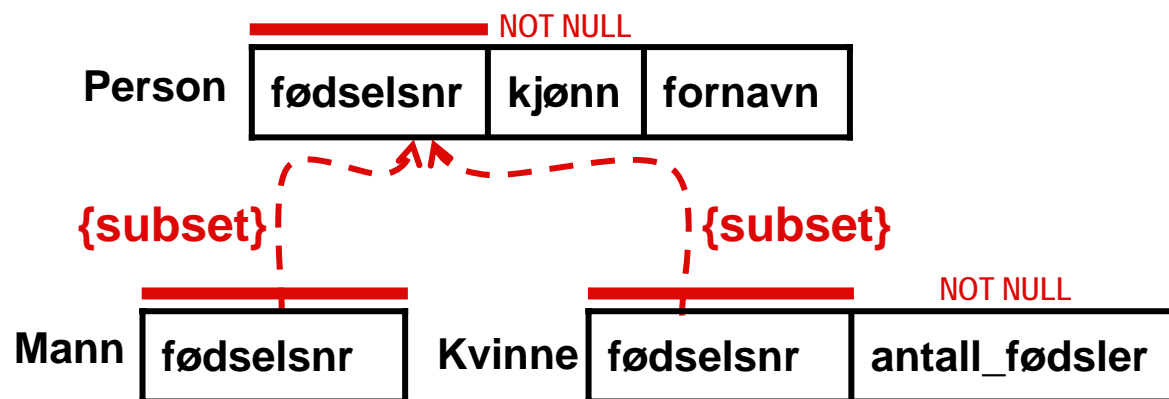 NOT NULL
Person fødselsnr kjønn fornavn
{subset} {subset}
NOT NULL
Mann fødselsnr Kvinne fødselsnr antall_fødsler